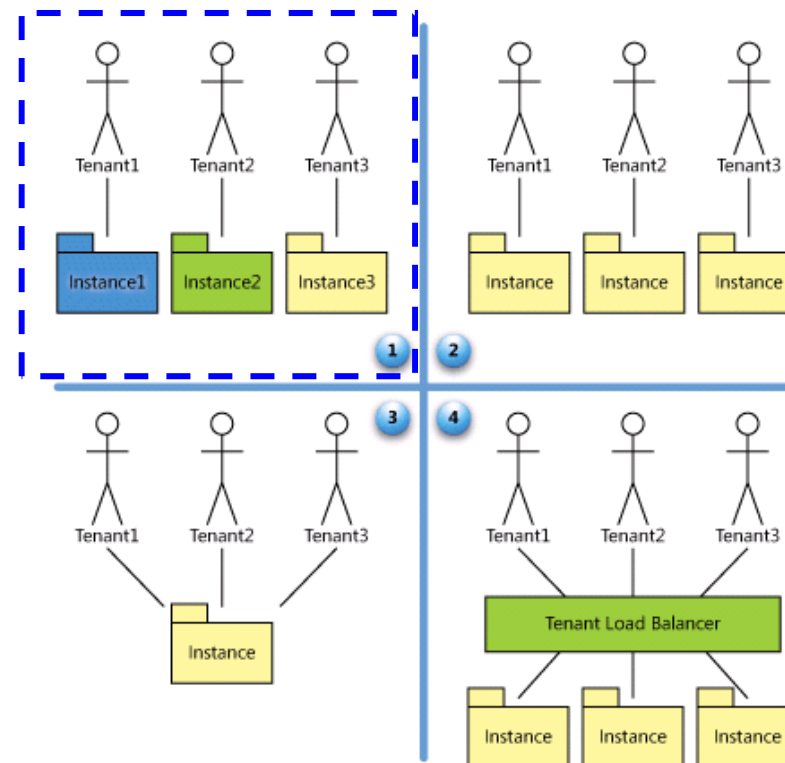 Tenant1 Tenant2 Tenant3
Instance1 Instance2 Instance3
1
Tenant1 Tenant2 Tenant3
Instance Instance Instance
2
3
Tenant1 Tenant2 Tenant3
Instance
4
Tenant1 Tenant2 Tenant3
Tenant Load Balancer
Instance Instance Instance